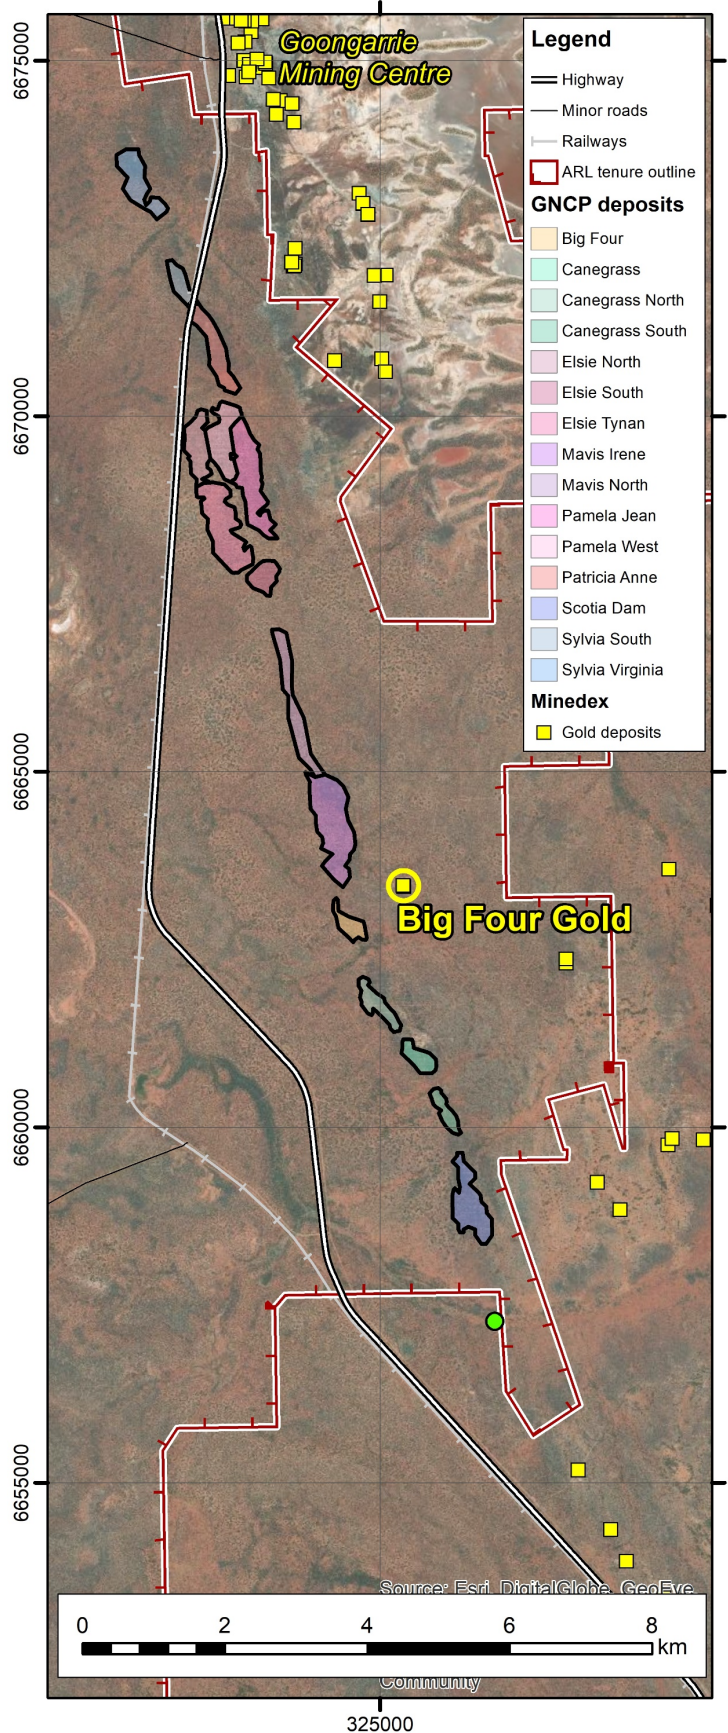 Goongarrie
Mining Centre
Legend
Highway
Minor roads
Railways
ARL tenure outline
GNCP deposits
Big Four
Canegrass
Canegrass North
Canegrass South
Elsie North
Elsie South
Elsie Tynan
Mavis Irene
Mavis North
Pamela Jean
Pamela West
Patricia Anne
Scotia Dam
Sylvia South
Sylvia Virginia
Minedex
Gold deposits
6675000
6670000
6665000
Big Four Gold
6660000
6655000
Source: Esri, DigitalGlobe, GeoEye,
0 2 4 6 8 km
Community
325000